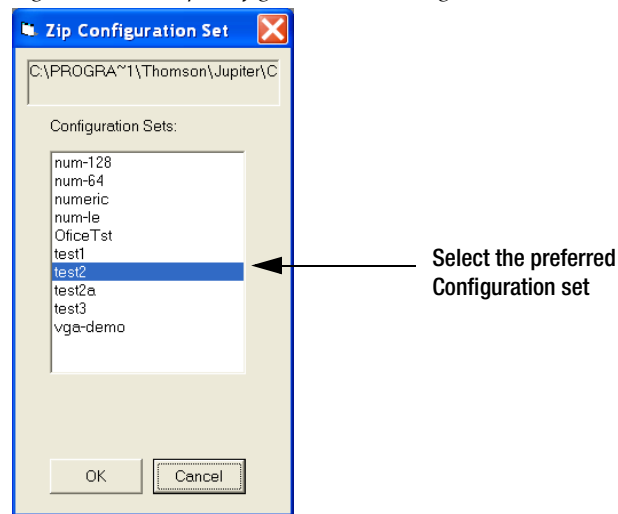 Zip Configuration Set
C:\PROGRA~1\Thomson\Jupiter\C
Configuration Sets:
num-128
num-64
numeric
num-le
OficeTst
test1
test2
test2a
test3
vga-demo
Select the preferred
Configuration set
OK
Cancel